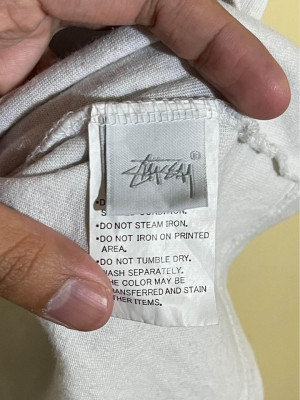 STÜSSY ®
S CONDITION.
•DO NOT STEAM IRON.
•DO NOT IRON ON PRINTED
AREA.
•DO NOT TUMBLE DRY.
WASH SEPARATELY.
THE COLOR MAY BE
TRANSFERRED AND STAIN
OTHER ITEMS.